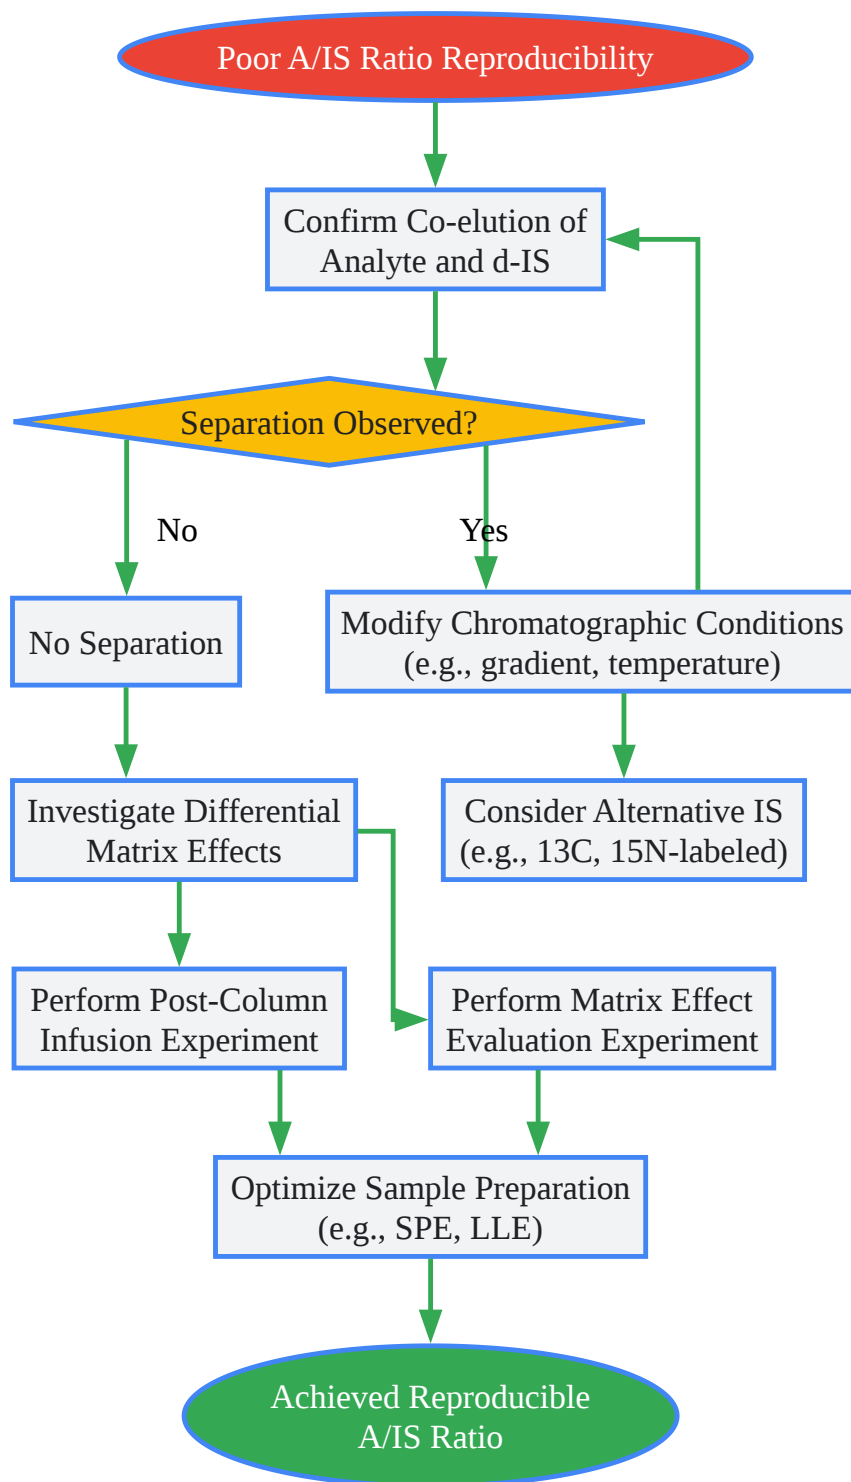 Poor A/IS Ratio Reproducibility
Confirm Co-elution of
Analyte and d-IS
Separation Observed?
No
Yes
No Separation
Modify Chromatographic Conditions
(e.g., gradient, temperature)
Investigate Differential
Matrix Effects
Consider Alternative IS
(e.g., 13C, 15N-labeled)
Perform Post-Column
Infusion Experiment
Perform Matrix Effect
Evaluation Experiment
Optimize Sample Preparation
(e.g., SPE, LLE)
Achieved Reproducible
A/IS Ratio